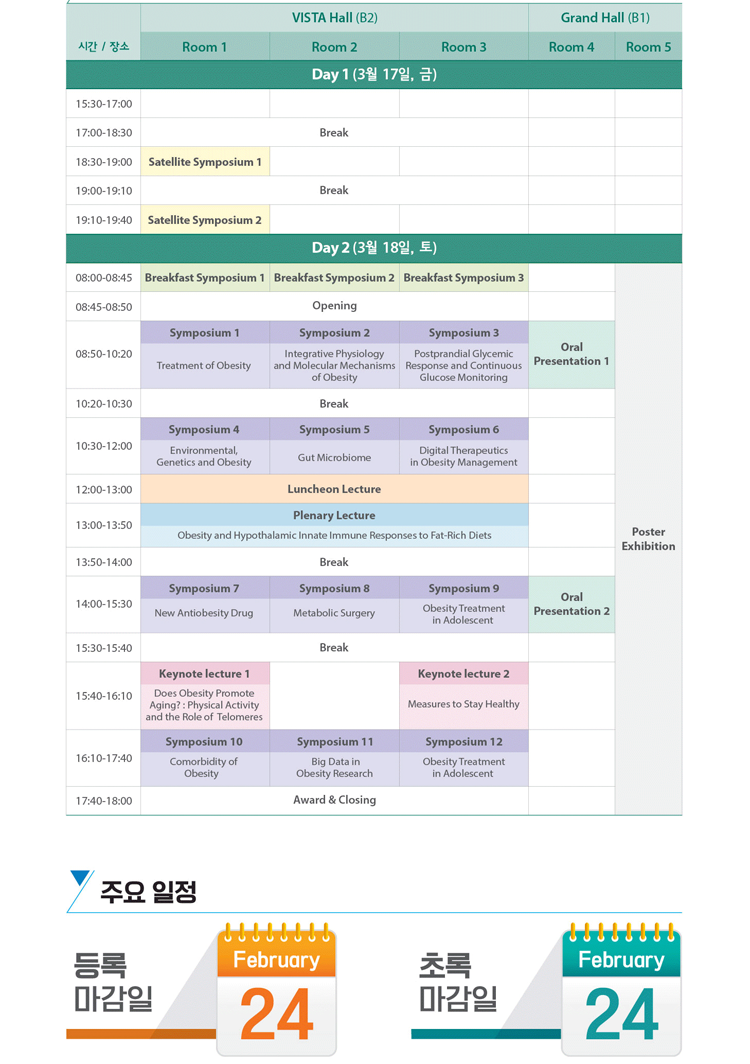 VISTA Hall (B2)
Grand Hall (B1)
시간 / 장소
Room 1
Room 2
Room 3
Room 4
Room 5
Day 1 (3월 17일, 금)
15:30-17:00
17:00-18:30
Break
18:30-19:00
Satellite Symposium 1
19:00-19:10
Break
19:10-19:40
Satellite Symposium 2
Day 2 (3월 18일, 토)
08:00-08:45
Breakfast Symposium 1
Breakfast Symposium 2
Breakfast Symposium 3
08:45-08:50
Opening
08:50-10:20
Symposium 1
Treatment of Obesity
Symposium 2
Integrative Physiology
and Molecular Mechanisms
of Obesity
Symposium 3
Postprandial Glycemic
Response and Continuous
Glucose Monitoring
Oral
Presentation 1
10:20-10:30
Break
10:30-12:00
Symposium 4
Environmental,
Genetics and Obesity
Symposium 5
Gut Microbiome
Symposium 6
Digital Therapeutics
in Obesity Management
12:00-13:00
Luncheon Lecture
13:00-13:50
Plenary Lecture
Obesity and Hypothalamic Innate Immune Responses to Fat-Rich Diets
Poster
Exhibition
13:50-14:00
Break
14:00-15:30
Symposium 7
New Antiobesity Drug
Symposium 8
Metabolic Surgery
Symposium 9
Obesity Treatment
in Adolescent
Oral
Presentation 2
15:30-15:40
Break
15:40-16:10
Keynote lecture 1
Does Obesity Promote
Aging? : Physical Activity
and the Role of Telomeres
Keynote lecture 2
Measures to Stay Healthy
16:10-17:40
Symposium 10
Comorbidity of
Obesity
Symposium 11
Big Data in
Obesity Research
Symposium 12
Obesity Treatment
in Adolescent
17:40-18:00
Award & Closing
주요 일정
등록
마감일
February
24
초록
마감일
February
24